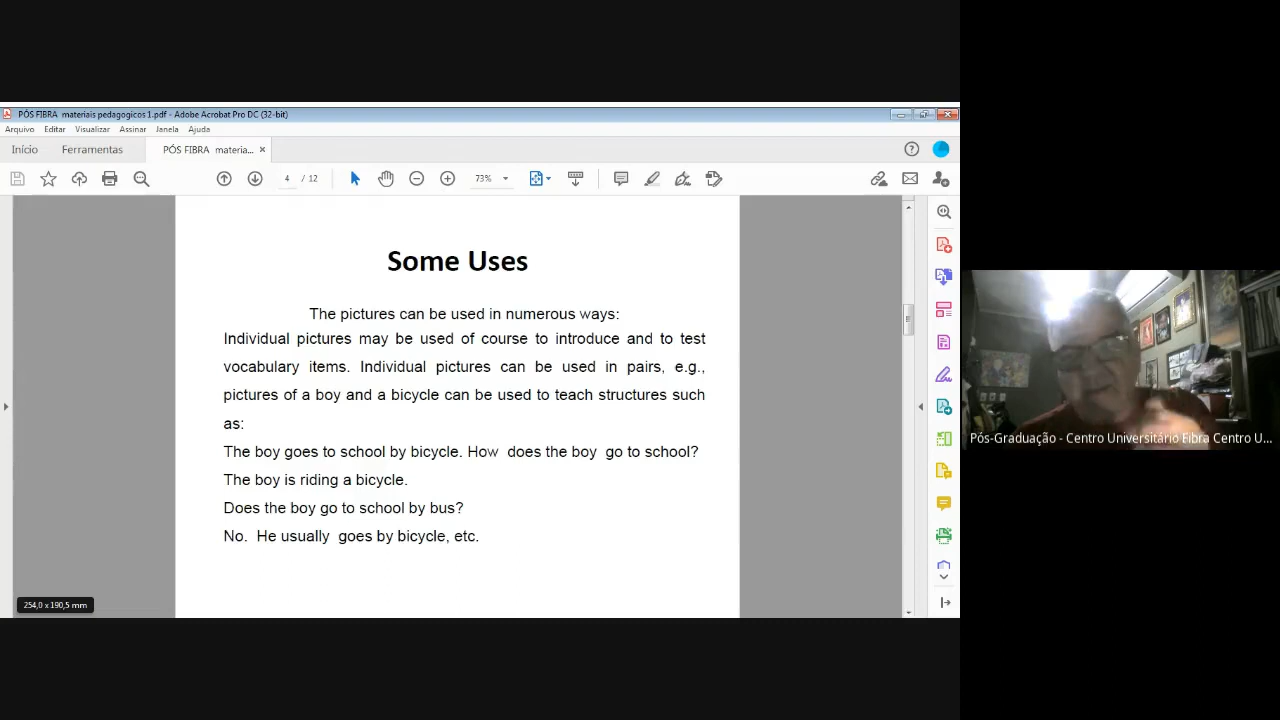 PÓS FIBRA materiais pedagogicos 1.pdf - Adobe Acrobat Pro DC (32-bit)
Arquivo Editar Visualizar Assinar Janela Ajuda
Início Ferramentas PÓS FIBRA materia...
4 / 12 73%
Some Uses
The pictures can be used in numerous ways:
Individual pictures may be used of course to introduce and to test
vocabulary items. Individual pictures can be used in pairs, e.g.,
pictures of a boy and a bicycle can be used to teach structures such
as:
The boy goes to school by bicycle. How does the boy go to school?
The boy is riding a bicycle.
Does the boy go to school by bus?
No. He usually goes by bicycle, etc.
254,0 x 190,5 mm
Pós-Graduação - Centro Universitário Fibra Centro U...